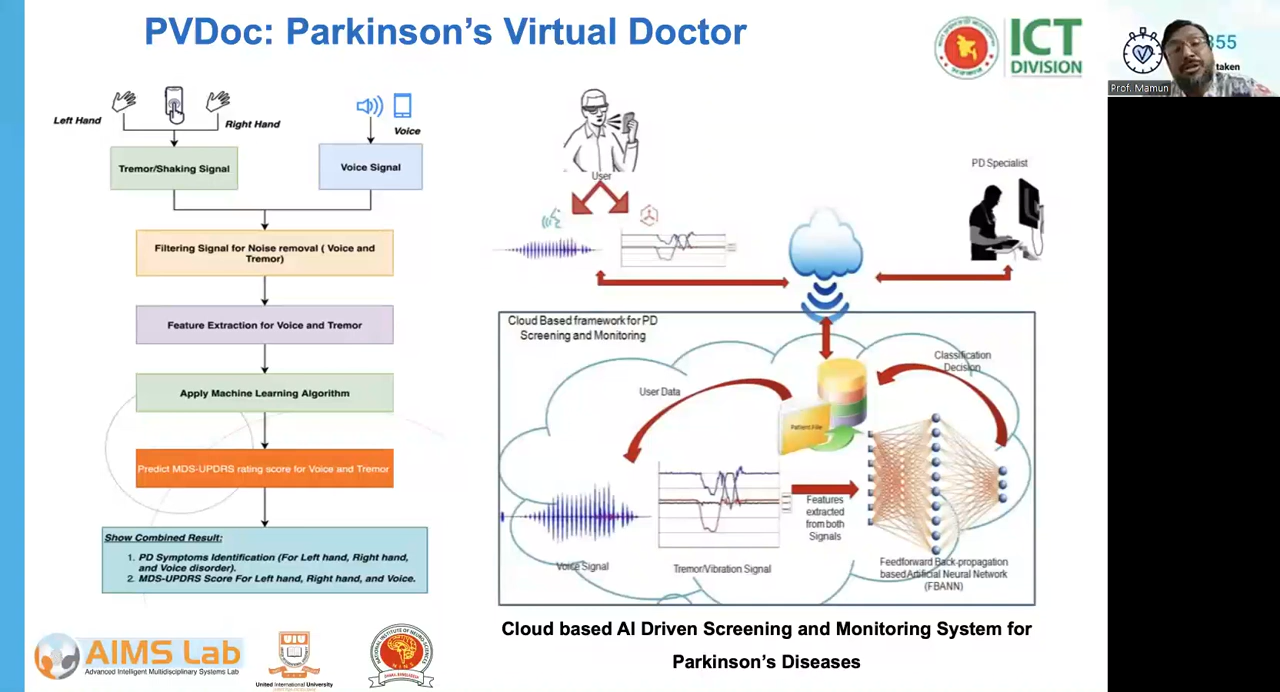 PVDoc: Parkinson's Virtual Doctor
ICT
DIVISION
355
taken
Prof. Mamun
Left Hand
Right Hand
Voice
Tremor/Shaking Signal
Voice Signal
Filtering Signal for Noise removal ( Voice and
Tremor)
Feature Extraction for Voice and Tremor
Apply Machine Learning Algorithm
Predict MDS-UPDRS rating score for Voice and Tremor
Show Combined Result:
1. PD Symptoms Identification (For Left hand, Right hand,
and Voice disorder).
2. MDS-UPDRS Score For Left hand, Right hand, and Voice.
User
PD Specialist
Cloud Based framework for PD
Screening and Monitoring
User Data
Classification
Decision
Patient File
Features
extracted
from both
Signals
Voice Signal
Tremor/Vibration Signal
Feedforward Back-propagation
based Artificial Neural Network
(FBANN)
Cloud based AI Driven Screening and Monitoring System for
Parkinson's Diseases
AIMS Lab
Advanced Intelligent Multidisciplinary Systems Lab
United International University